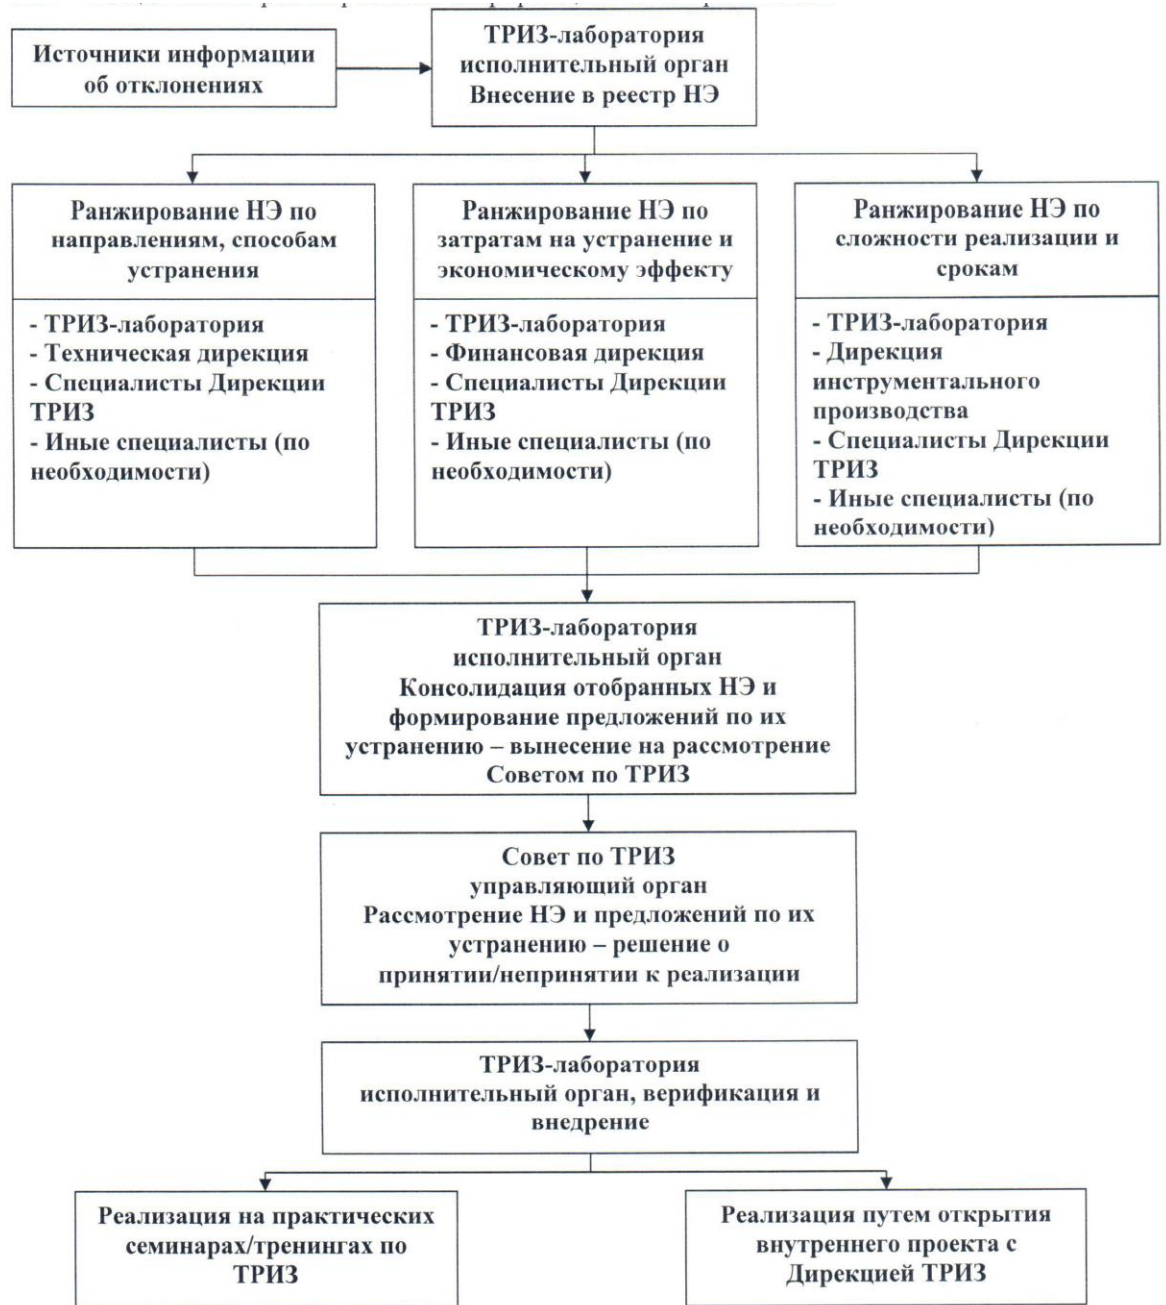 Источники информации
об отклонениях
ТРИЗ-лаборатория
исполнительный орган
Внесение в реестр НЭ
Ранжирование НЭ по
направлениям, способам
устранения
- ТРИЗ-лаборатория
- Техническая дирекция
- Специалисты Дирекции
ТРИЗ
- Иные специалисты (по
необходимости)
Ранжирование НЭ по
затратам на устранение и
экономическому эффекту
- ТРИЗ-лаборатория
- Финансовая дирекция
- Специалисты Дирекции
ТРИЗ
- Иные специалисты (по
необходимости)
Ранжирование НЭ по
сложности реализации и
срокам
- ТРИЗ-лаборатория
- Дирекция
инструментального
производства
- Специалисты Дирекции
ТРИЗ
- Иные специалисты (по
необходимости)
ТРИЗ-лаборатория
исполнительный орган
Консолидация отобранных НЭ и
формирование предложений по их
устранению – вынесение на рассмотрение
Советом по ТРИЗ
Совет по ТРИЗ
управляющий орган
Рассмотрение НЭ и предложений по их
устранению – решение о
принятии/непринятии к реализации
ТРИЗ-лаборатория
исполнительный орган, верификация и
внедрение
Реализация на практических
семинарах/тренингах по
ТРИЗ
Реализация путем открытия
внутреннего проекта с
Дирекцией ТРИЗ